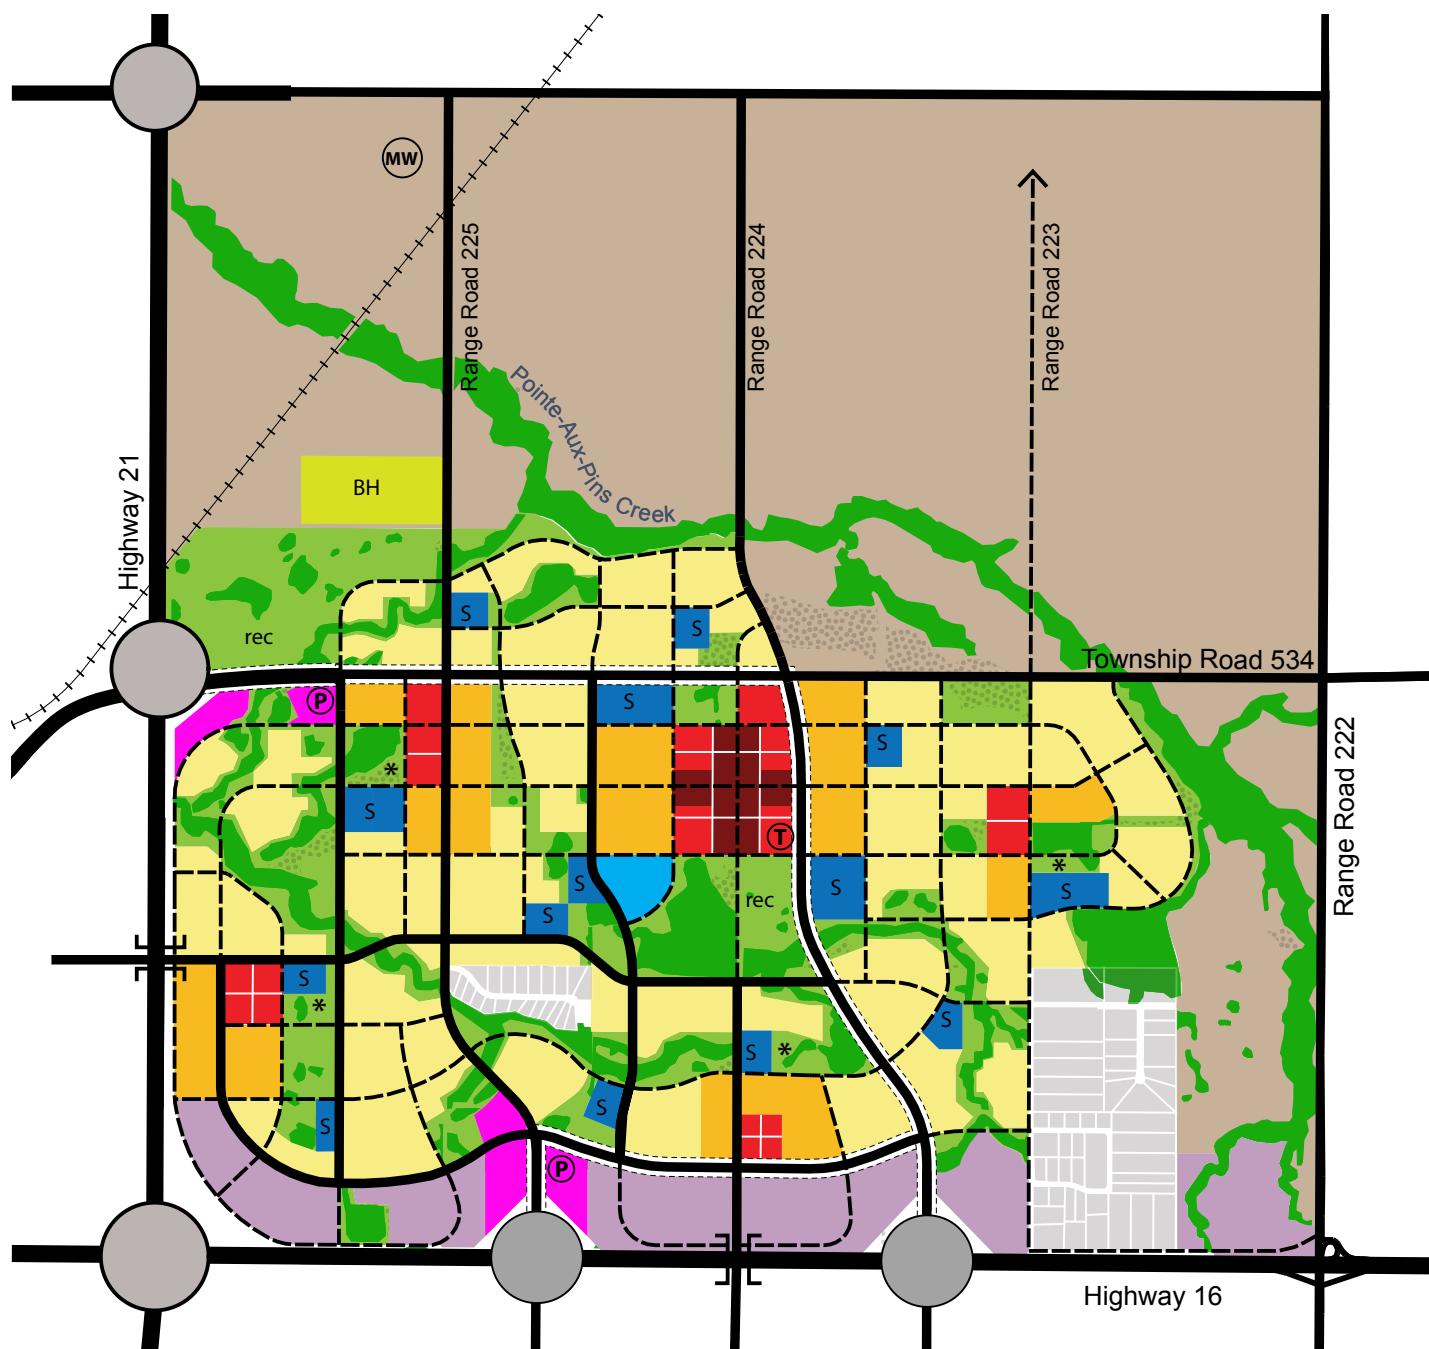 MW
Range Road 225
Range Road 224
Range Road 223
Pointe-Aux-Pins Creek
Highway 21
BH
S
S
rec
Township Road 534
P
S
S
Range Road 222
*
S
T
*
S
S
S
rec
S
S
*
S
S
*
S
S
P
Highway 16